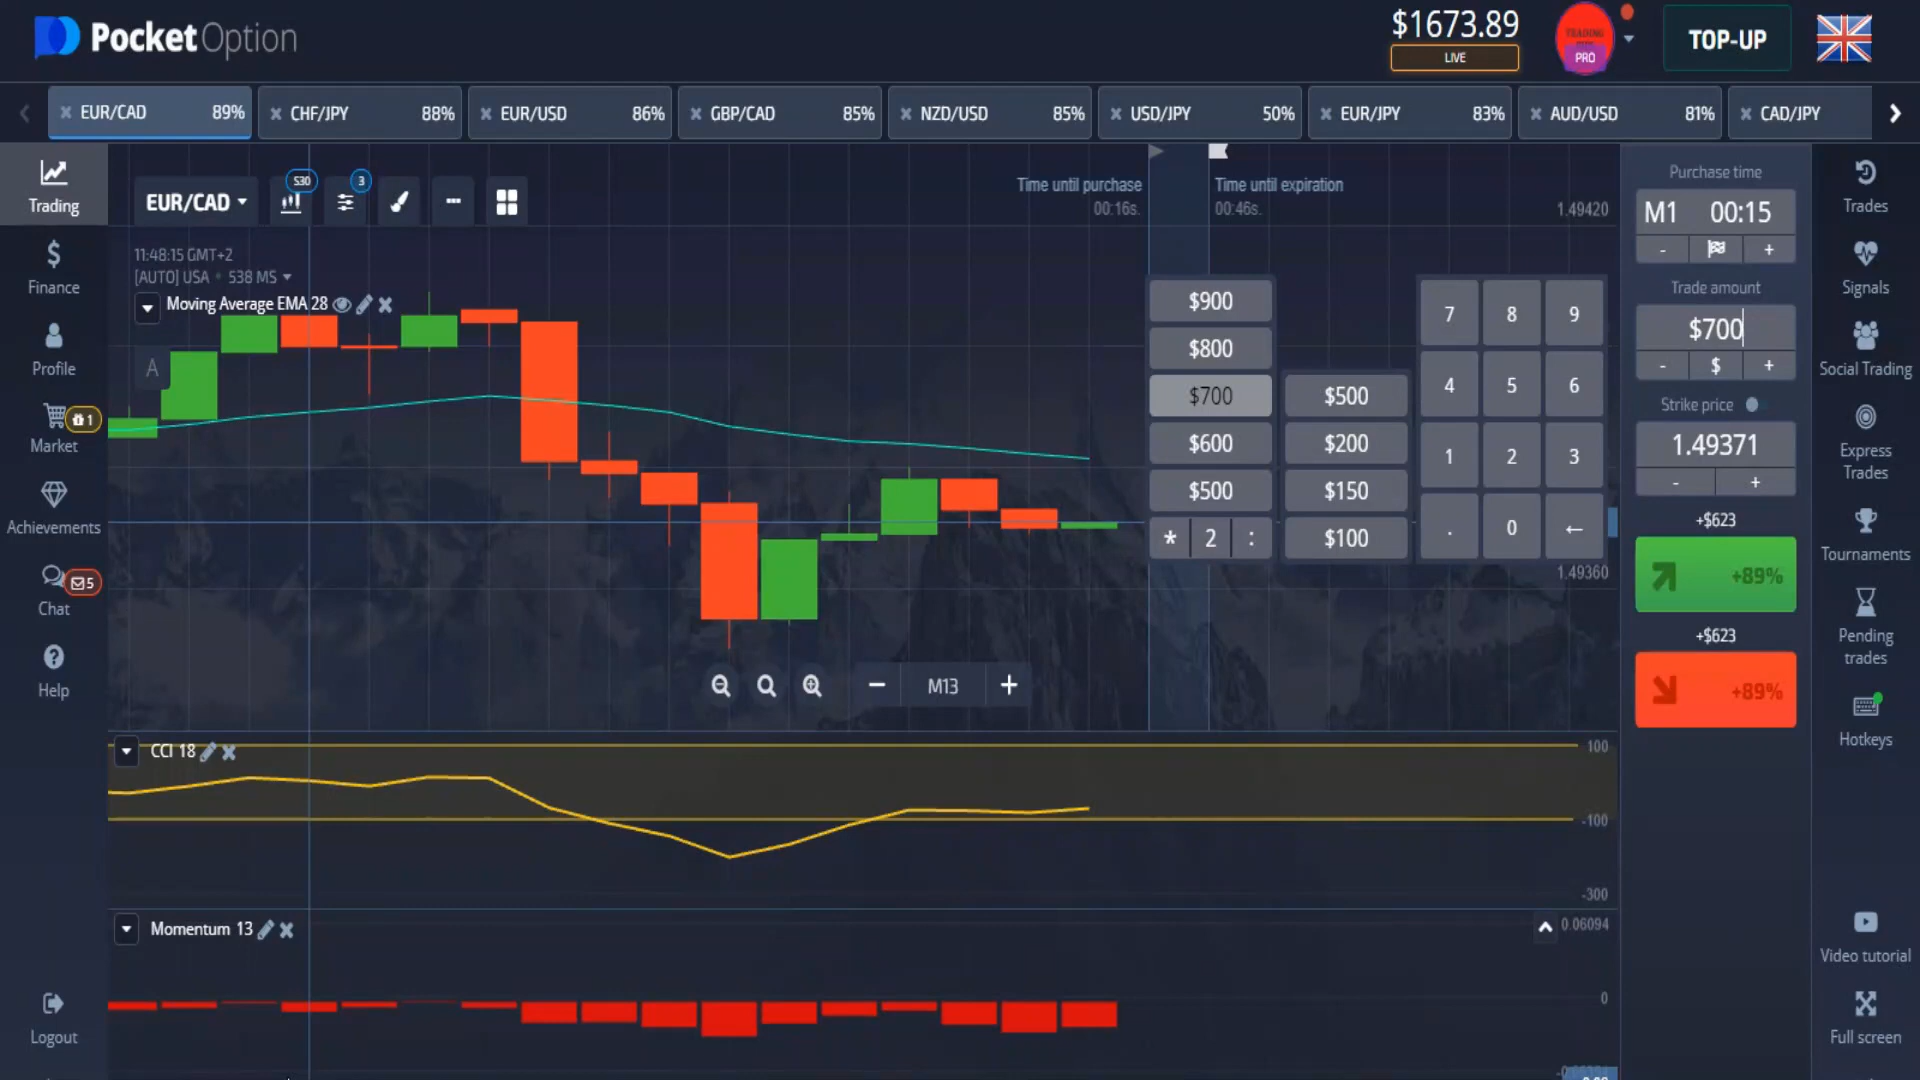 PocketOption
$1673.89
LIVE
TRADING
PRO
TOP-UP
EUR/CAD 89%
CHF/JPY 88%
EUR/USD 86%
GBP/CAD 85%
NZD/USD 85%
USD/JPY 50%
EUR/JPY 83%
AUD/USD 81%
CAD/JPY
Trading
Finance
Profile
Market
1
Achievements
Chat
5
Help
Logout
EUR/CAD
S30
3
11:48:15 GMT+2
[AUTO] USA • 538 MS
Moving Average EMA 28
A
Time until purchase
00:16s.
Time until expiration
00:46s.
1.49420
$900
$800
$700
$600
$500
* 2 :
$500
$200
$150
$100
7 8 9
4 5 6
1 2 3
. 0 ←
1.49360
M13
CCI 18
100
-100
-300
Momentum 13
0.06094
0
Purchase time
M1 00:15
- +
Trade amount
$700
- $ +
Strike price
1.49371
- +
+$623
+89%
+$623
+89%
Trades
Signals
Social Trading
Express
Trades
Tournaments
Pending
trades
Hotkeys
Video tutorial
Full screen